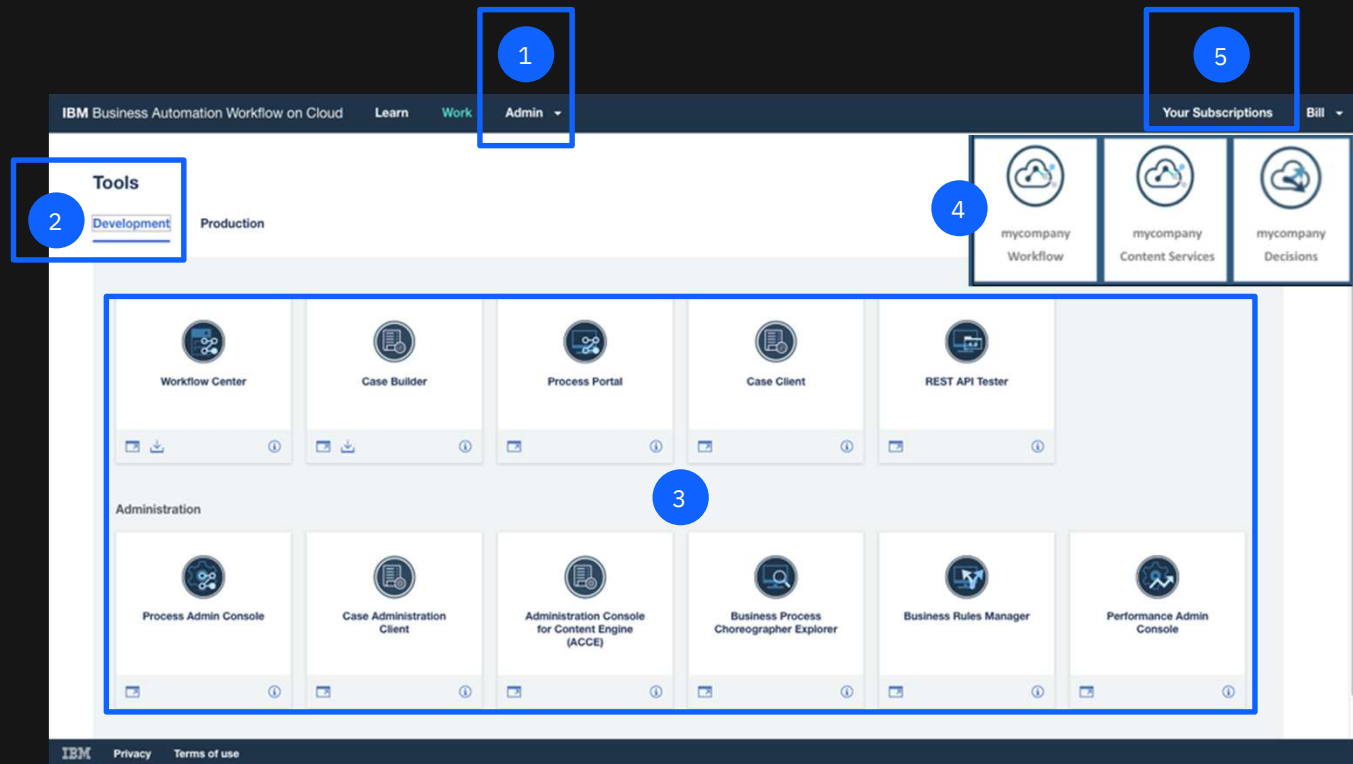 1
5
IBM Business Automation Workflow on Cloud Learn Work Admin Your Subscriptions Bill
Tools
2
Development Production
4
mycompany
Workflow
mycompany
Content Services
mycompany
Decisions
Workflow Center
Case Builder
Process Portal
Case Client
REST API Tester
3
Administration
Process Admin Console
Case Administration
Client
Administration Console
for Content Engine
(ACCE)
Business Process
Choreographer Explorer
Business Rules Manager
Performance Admin
Console
IBM Privacy Terms of use